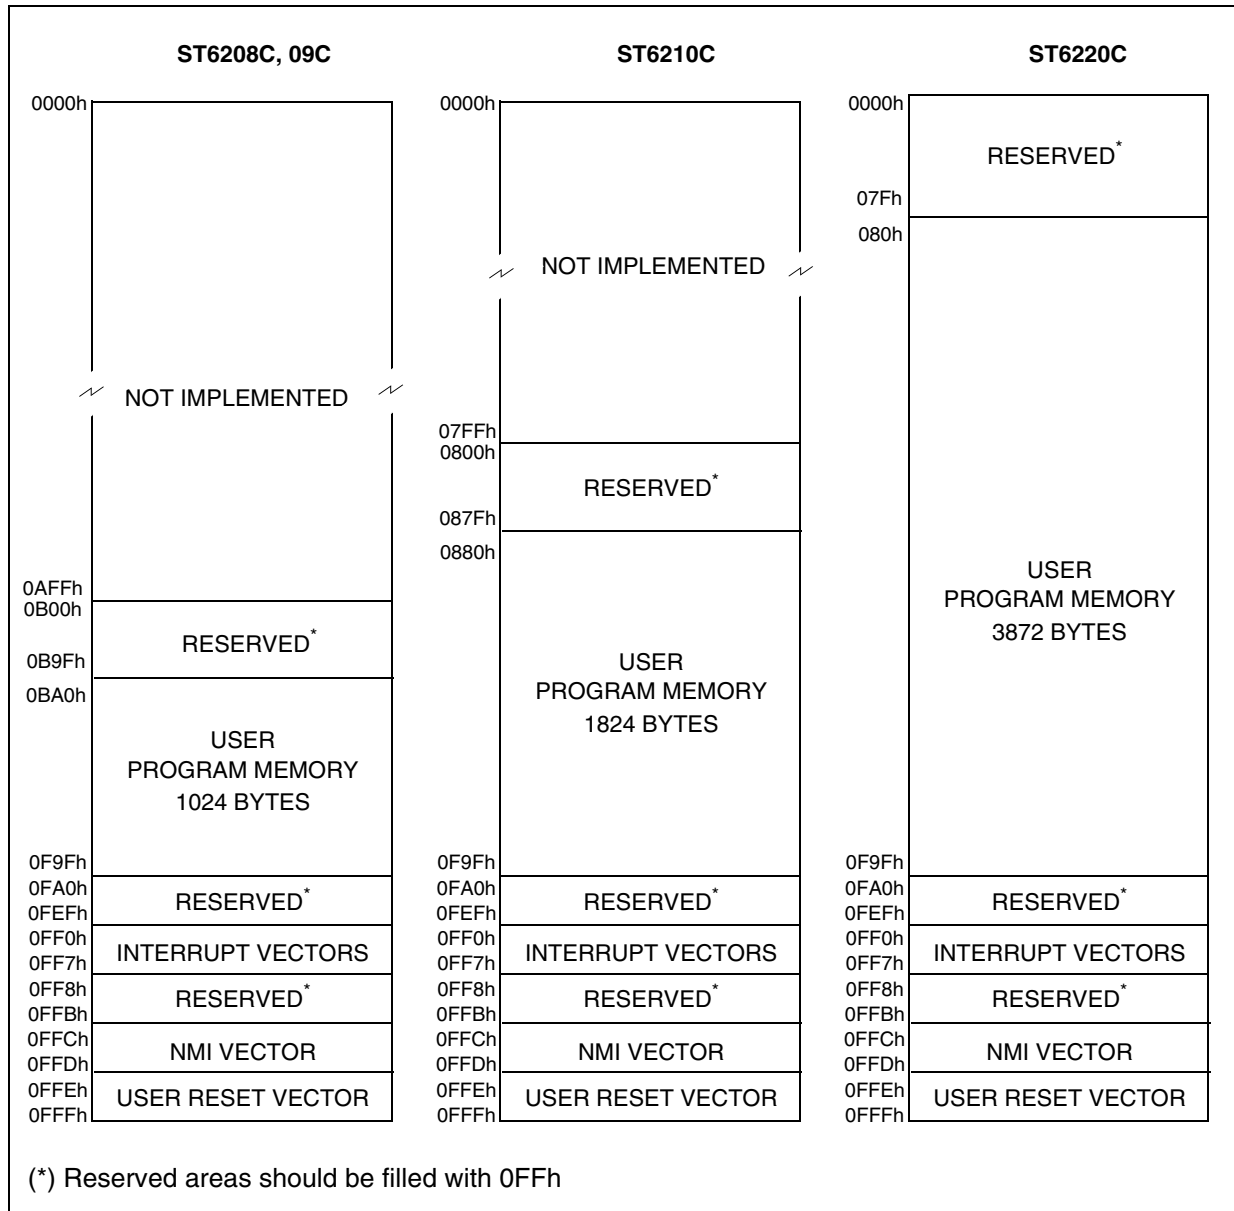 ST6208C, 09C
0000h
NOT IMPLEMENTED
0AFFh
0B00h
RESERVED*
0B9Fh
0BA0h
USER
PROGRAM MEMORY
1024 BYTES
0F9Fh
0FA0h
RESERVED*
0FEFh
0FF0h
INTERRUPT VECTORS
0FF7h
0FF8h
RESERVED*
0FFBh
0FFCh
NMI VECTOR
0FFDh
0FFEh
USER RESET VECTOR
0FFFh
ST6210C
0000h
NOT IMPLEMENTED
07FFh
0800h
RESERVED*
087Fh
0880h
USER
PROGRAM MEMORY
1824 BYTES
0F9Fh
0FA0h
RESERVED*
0FEFh
0FF0h
INTERRUPT VECTORS
0FF7h
0FF8h
RESERVED*
0FFBh
0FFCh
NMI VECTOR
0FFDh
0FFEh
USER RESET VECTOR
0FFFh
ST6220C
0000h
RESERVED*
07Fh
080h
USER
PROGRAM MEMORY
3872 BYTES
0F9Fh
0FA0h
RESERVED*
0FEFh
0FF0h
INTERRUPT VECTORS
0FF7h
0FF8h
RESERVED*
0FFBh
0FFCh
NMI VECTOR
0FFDh
0FFEh
USER RESET VECTOR
0FFFh
(*) Reserved areas should be filled with 0FFh